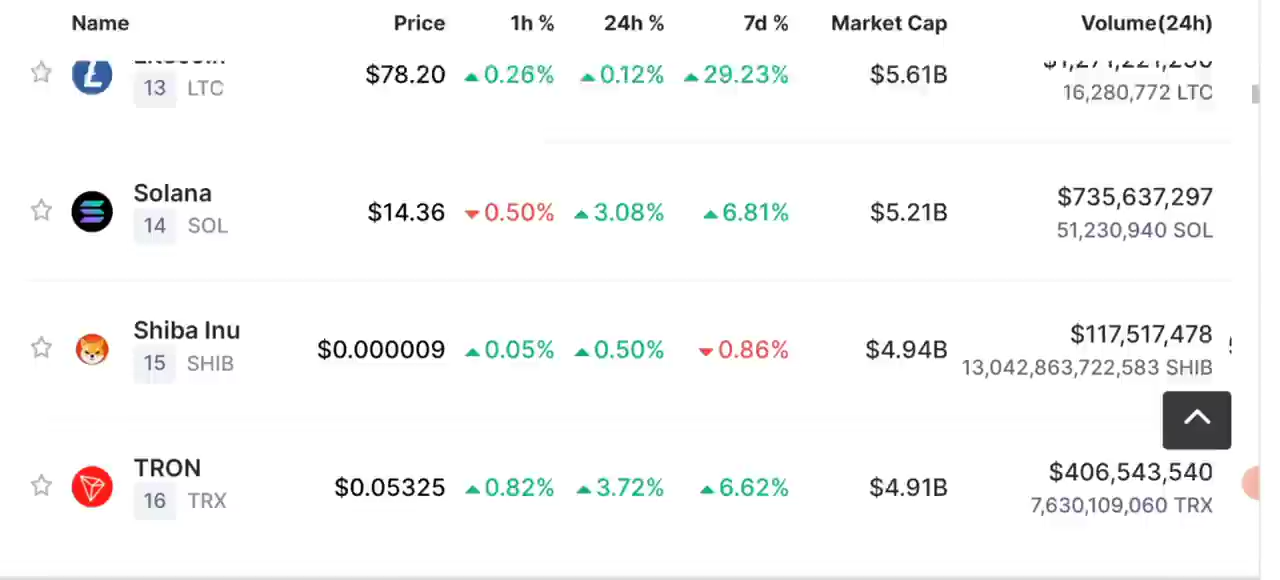 Name Price 1h % 24h % 7d % Market Cap Volume(24h)
$78.20 0.26% 0.12% 29.23% $5.61B
13 LTC 16,280,772 LTC
Solana $14.36 0.50% 3.08% 6.81% $5.21B $735,637,297
14 SOL 51,230,940 SOL
Shiba Inu $0.000009 0.05% 0.50% 0.86% $4.94B $117,517,478
15 SHIB 13,042,863,722,583 SHIB
TRON $0.05325 0.82% 3.72% 6.62% $4.91B $406,543,540
16 TRX 7,630,109,060 TRX